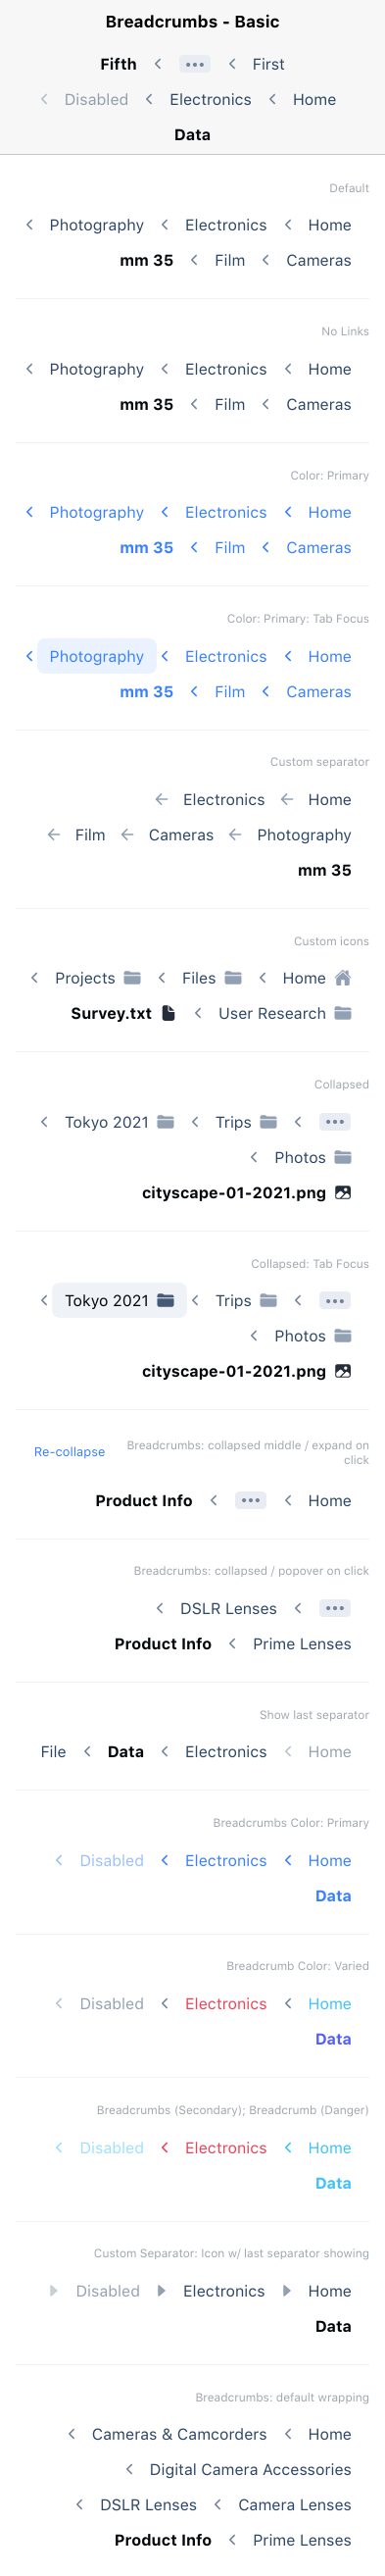 Breadcrumbs - Basic
Fifth ... First
Disabled Electronics Home
Data
Default
Photography Electronics Home
mm 35 Film Cameras
No Links
Photography Electronics Home
mm 35 Film Cameras
Color: Primary
Photography Electronics Home
mm 35 Film Cameras
Color: Primary: Tab Focus
Photography Electronics Home
mm 35 Film Cameras
Custom separator
Electronics Home
Film Cameras Photography
mm 35
Custom icons
Projects Files Home
Survey.txt User Research
Collapsed
Tokyo 2021 Trips ...
Photos
cityscape-01-2021.png
Collapsed: Tab Focus
Tokyo 2021 Trips ...
Photos
cityscape-01-2021.png
Re-collapse
Breadcrumbs: collapsed middle / expand on
click
Product Info ... Home
Breadcrumbs: collapsed / popover on click
DSLR Lenses ...
Product Info Prime Lenses
Show last separator
File Data Electronics Home
Breadcrumbs Color: Primary
Disabled Electronics Home
Data
Breadcrumb Color: Varied
Disabled Electronics Home
Data
Breadcrumbs (Secondary); Breadcrumb (Danger)
Disabled Electronics Home
Data
Custom Separator: Icon w/ last separator showing
Disabled Electronics Home
Data
Breadcrumbs: default wrapping
Cameras & Camcorders Home
Digital Camera Accessories
DSLR Lenses Camera Lenses
Product Info Prime Lenses